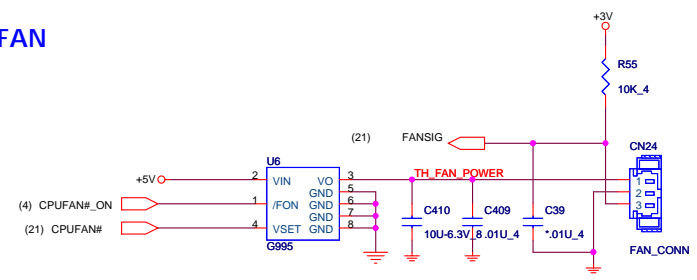 FAN
+3V
R55
10K_4
(21) FANSIG
CN24
U6
+5V
2 VIN VO 3
TH_FAN_POWER
GND 5
(4) CPUFAN#_ON
1 /FON GND 6
GND 7
(21) CPUFAN#
4 VSET GND 8
G995
C410
10U-6.3V_8
C409
.01U_4
C39
*.01U_4
1
2
3
FAN_CONN